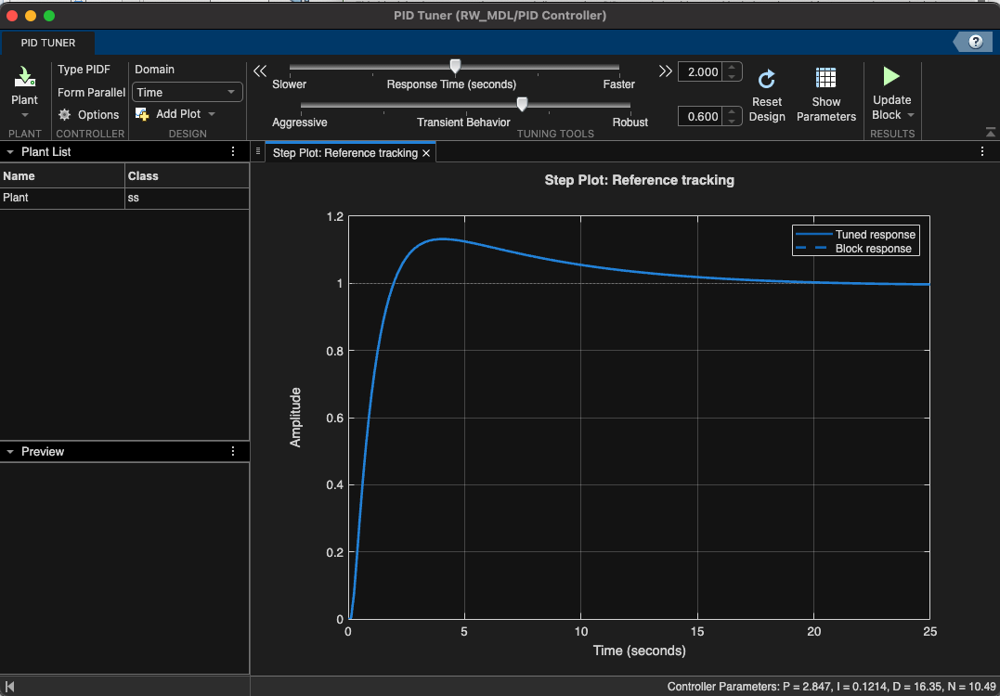 PID Tuner (RW_MDL/PID Controller)
PID TUNER
?
Plant
Type PIDF
Form Parallel
Options
Domain
Time
Add Plot
Slower
Response Time (seconds)
Faster
2.000
Aggressive
Transient Behavior
Robust
0.600
Reset
Design
Show
Parameters
Update
Block
PLANT
CONTROLLER
DESIGN
TUNING TOOLS
RESULTS
Plant List
Name Class
Plant ss
Preview
Step Plot: Reference tracking
Step Plot: Reference tracking
Tuned response
Block response
1.2
1
0.8
0.6
0.4
0.2
0
Amplitude
0 5 10 15 20 25
Time (seconds)
Controller Parameters: P = 2.847, I = 0.1214, D = 16.35, N = 10.49